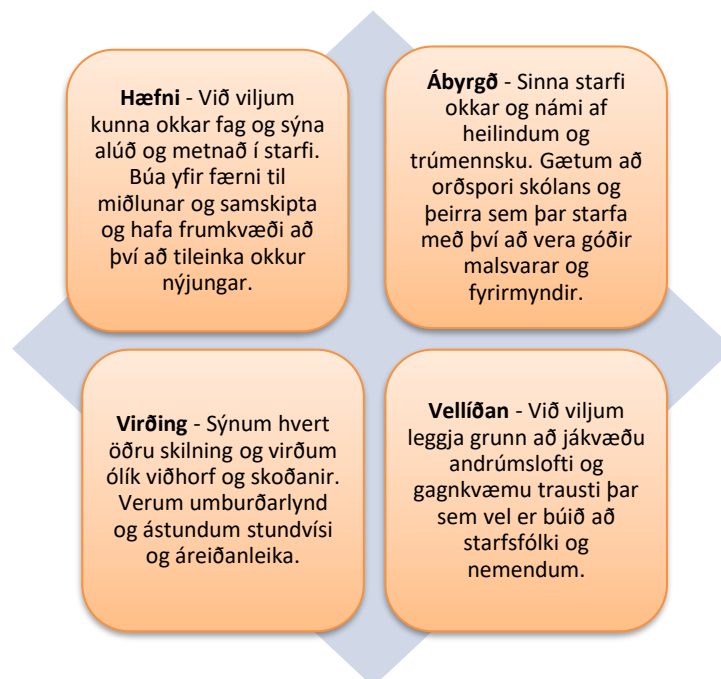 Hæfni - Við viljum
kunna okkar fag og sýna
alúð og metnað í starfi.
Búa yfir færni til
miðlunar og samskipta
og hafa frumkvæði að
því að tileinka okkur
nýjungar.
Ábyrgð - Sinna starfi
okkar og námi af
heilindum og
trúmennsku. Gætum að
orðspori skólans og
þeirra sem þar starfa
með því að vera góðir
malsvarar og
fyrirmyndir.
Virðing - Sýnum hvert
öðru skilning og virðum
ólík viðhorf og skoðanir.
Verum umburðarlynd
og ástundum stundvísi
og áreiðanleika.
Vellíðan - Við viljum
leggja grunn að jákvæðu
andrúmslofti og
gagnkvæmu trausti þar
sem vel er búið að
starfsfólki og
nemendum.